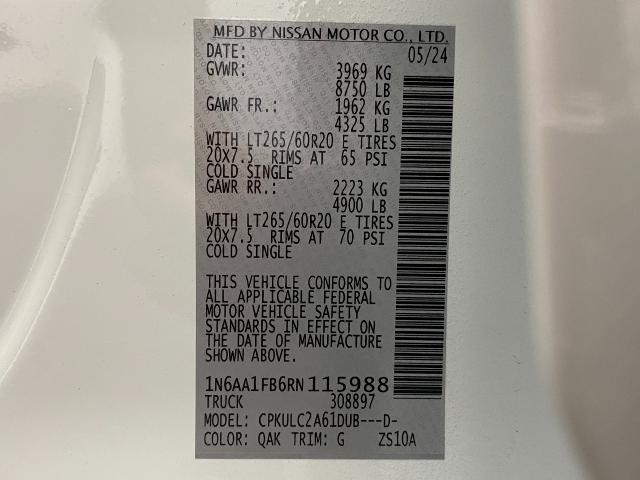 MFD BY NISSAN MOTOR CO., LTD.
DATE: 05/24
GVWR: 3969 KG
8750 LB
GAWR FR.: 1962 KG
4325 LB
WITH LT265/60R20 E TIRES
20X7.5 RIMS AT 65 PSI
COLD SINGLE
GAWR RR.: 2223 KG
4900 LB
WITH LT265/60R20 E TIRES
20X7.5 RIMS AT 70 PSI
COLD SINGLE
THIS VEHICLE CONFORMS TO
ALL APPLICABLE FEDERAL
MOTOR VEHICLE SAFETY
STANDARDS IN EFFECT ON
THE DATE OF MANUFACTURE
SHOWN ABOVE.
1N6AA1FB6RN115988
TRUCK 308897
MODEL: CPKULC2A61DUB---D-
COLOR: QAK TRIM: G ZS10A